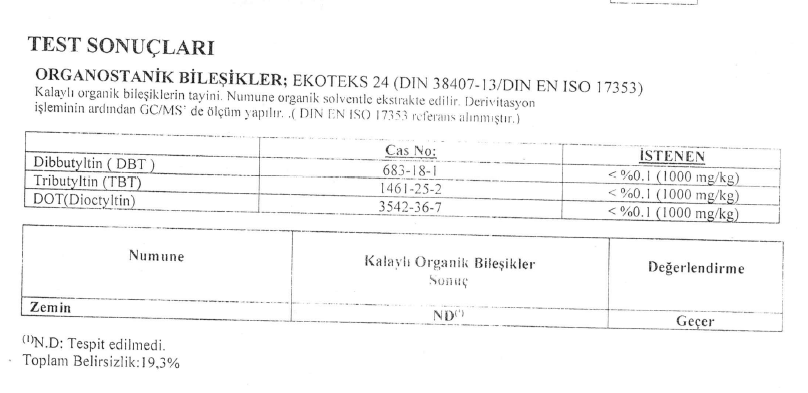 TEST SONUÇLARI
ORGANOSTANİK BİLEŞİKLER; EKOTEKS 24 (DIN 38407-13/DIN EN ISO 17353)
Kalaylı organik bileşiklerin tayini. Numune organik solventle ekstrakte edilir. Derivitasyon
işleminin ardından GC/MS' de ölçüm yapılır. .( DIN EN ISO 17353 referans alınmıştır.)
Cas No: İSTENEN
Dibbutyltin ( DBT ) 683-18-1 < %0.1 (1000 mg/kg)
Tributyltin (TBT) 1461-25-2 < %0.1 (1000 mg/kg)
DOT(Dioctyltin) 3542-36-7 < %0.1 (1000 mg/kg)
Numune Kalaylı Organik Bileşikler Değerlendirme
Sonuç
Zemin ND(¹) Geçer
(1)N.D: Tespit edilmedi.
Toplam Belirsizlik:19,3%